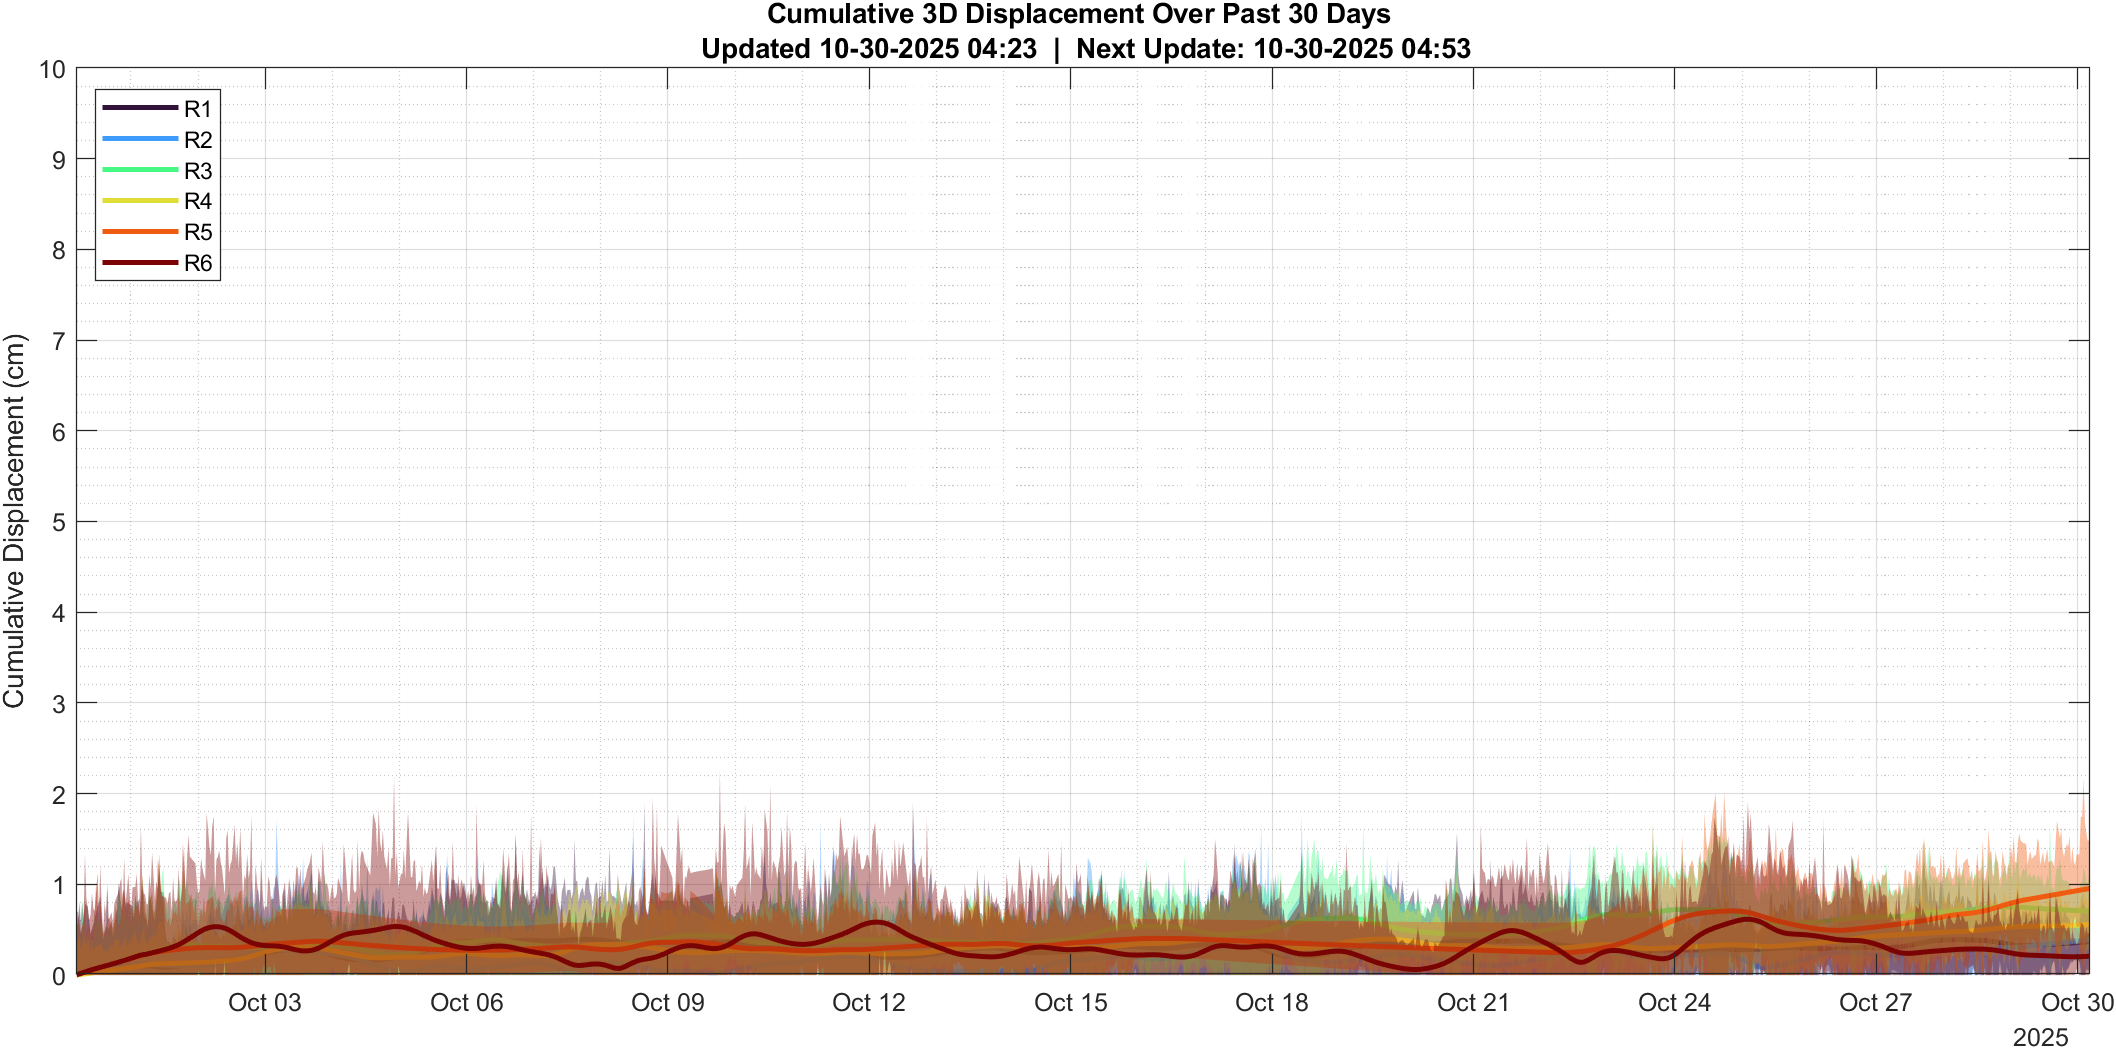 Cumulative 3D Displacement Over Past 30 Days
Updated 10-30-2025 04:23 | Next Update: 10-30-2025 04:53
Cumulative Displacement (cm)
10
9
8
7
6
5
4
3
2
1
0
R1
R2
R3
R4
R5
R6
Oct 03 Oct 06 Oct 09 Oct 12 Oct 15 Oct 18 Oct 21 Oct 24 Oct 27 Oct 30
2025